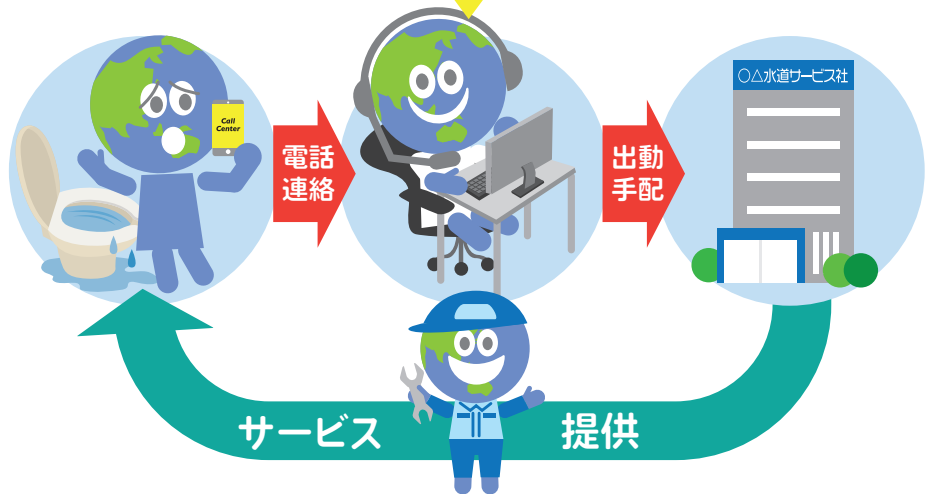 Call
Center
電話
連絡
出動
手配
○△水道サービス社
サービス
提供